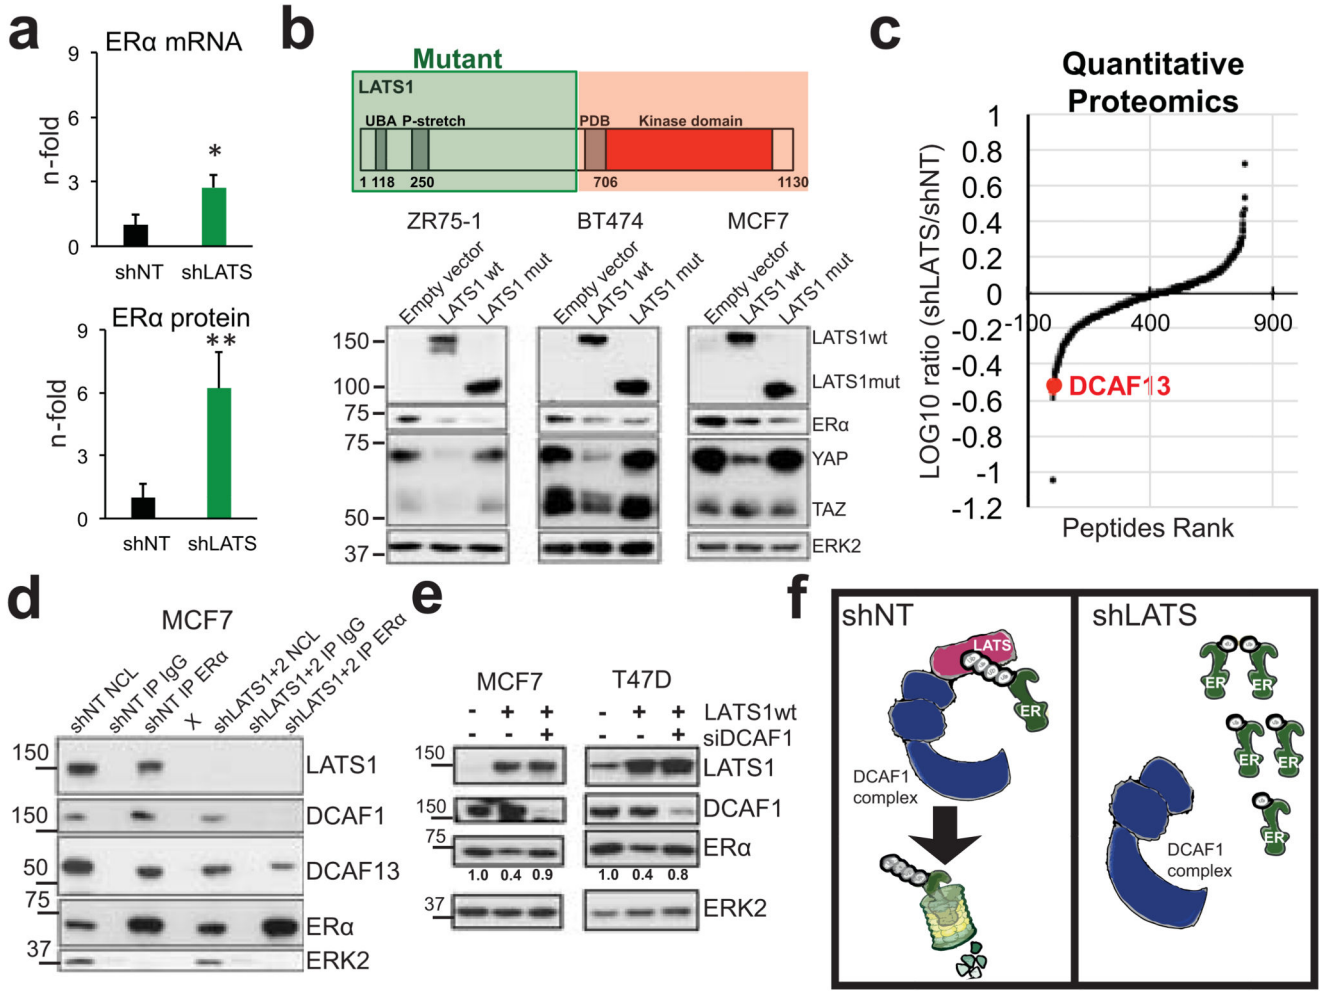 a
ERα mRNA
9
6
3
0
n-fold
*
shNT shLATS
ERα protein
9
6
3
0
n-fold
**
shNT shLATS
b
Mutant
LATS1
UBA P-stretch PDB Kinase domain
1 118 250 706 1130
ZR75-1 BT474 MCF7
Empty vector LATS1 wt LATS1 mut Empty vector LATS1 wt LATS1 mut Empty vector LATS1 wt LATS1 mut
150 LATS1wt
100 LATS1mut
75 ERα
75 YAP
50 TAZ
37 ERK2
c
Quantitative
Proteomics
LOG10 ratio (shLATS/shNT)
1
0.8
0.6
0.4
0.2
0
-0.2
-0.4
-0.6
-0.8
-1
-1.2
-100 400 900
DCAF13
Peptides Rank
d
MCF7
shNT NCL shNT IP IgG shNT IP ERα X shLATS1+2 NCL shLATS1+2 IP IgG shLATS1+2 IP ERα
150 LATS1
150 DCAF1
50 DCAF13
75 ERα
37 ERK2
e
MCF7 T47D
- + + - + + LATS1wt
- - + - - + siDCAF1
150 150 LATS1
150 150 DCAF1
75 75 ERα
1.0 0.4 0.9 1.0 0.4 0.8
37 37 ERK2
f
shNT
LATS
ER
DCAF1
complex
shLATS
ER
ER
ER
ER
ER
DCAF1
complex